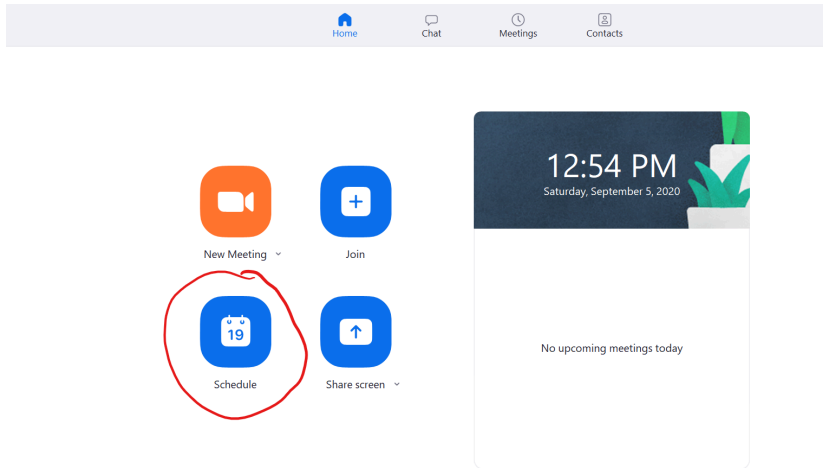 Home
Chat
Meetings
Contacts
12:54 PM
Saturday, September 5, 2020
New Meeting
Join
19
Schedule
Share screen
No upcoming meetings today